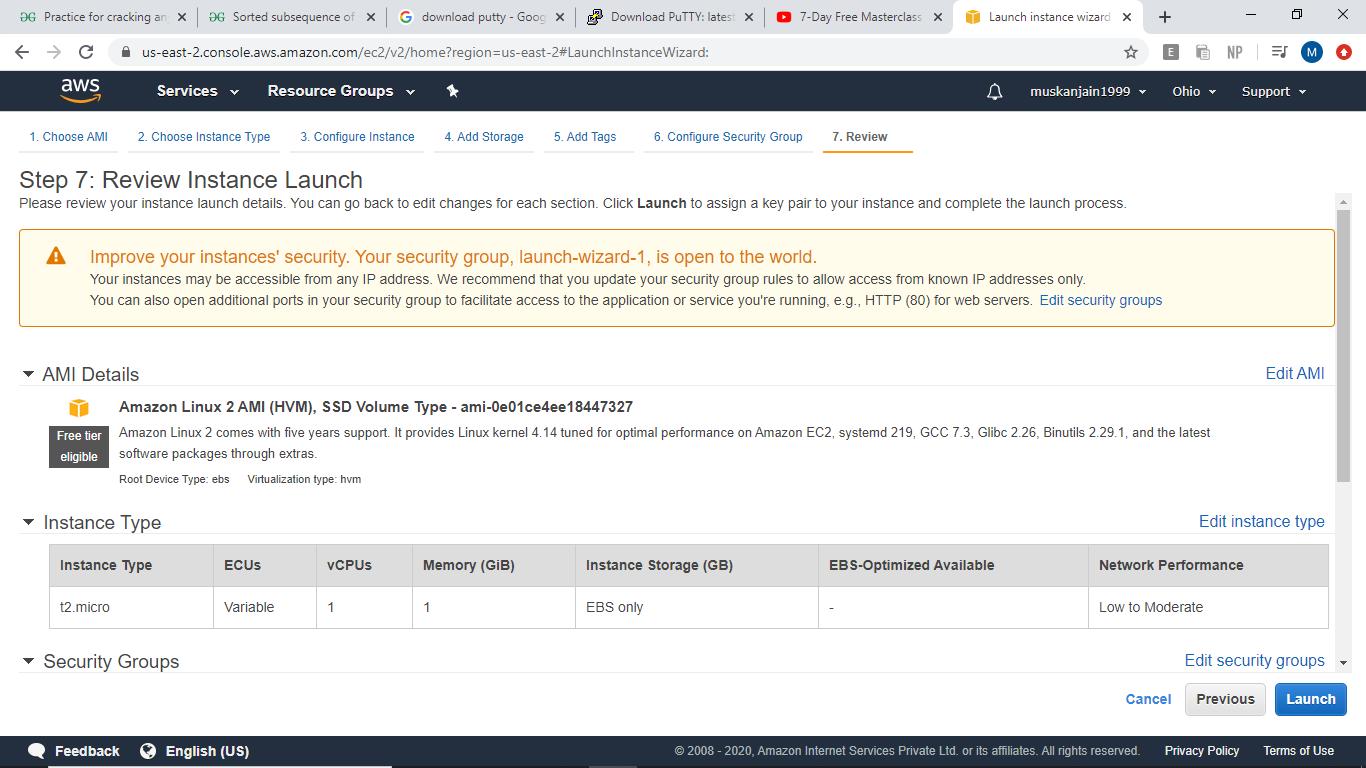 Practice for cracking an
Sorted subsequence of
download putty - Goog
Download PuTTY: latest
7-Day Free Masterclass
Launch instance wizard
us-east-2.console.aws.amazon.com/ec2/v2/home?region=us-east-2#LaunchInstanceWizard:
E
NP
M
aws
Services
Resource Groups
muskanjain1999
Ohio
Support
1. Choose AMI
2. Choose Instance Type
3. Configure Instance
4. Add Storage
5. Add Tags
6. Configure Security Group
7. Review
Step 7: Review Instance Launch
Please review your instance launch details. You can go back to edit changes for each section. Click Launch to assign a key pair to your instance and complete the launch process.
Improve your instances' security. Your security group, launch-wizard-1, is open to the world.
Your instances may be accessible from any IP address. We recommend that you update your security group rules to allow access from known IP addresses only.
You can also open additional ports in your security group to facilitate access to the application or service you're running, e.g., HTTP (80) for web servers. Edit security groups
AMI Details
Edit AMI
Amazon Linux 2 AMI (HVM), SSD Volume Type - ami-0e01ce4ee18447327
Free tier
eligible
Amazon Linux 2 comes with five years support. It provides Linux kernel 4.14 tuned for optimal performance on Amazon EC2, systemd 219, GCC 7.3, Glibc 2.26, Binutils 2.29.1, and the latest
software packages through extras.
Root Device Type: ebs Virtualization type: hvm
Instance Type
Edit instance type
Instance Type ECUs vCPUs Memory (GiB) Instance Storage (GB) EBS-Optimized Available Network Performance
t2.micro Variable 1 1 EBS only - Low to Moderate
Security Groups
Edit security groups
Cancel
Previous
Launch
Feedback
English (US)
© 2008 - 2020, Amazon Internet Services Private Ltd. or its affiliates. All rights reserved.
Privacy Policy
Terms of Use